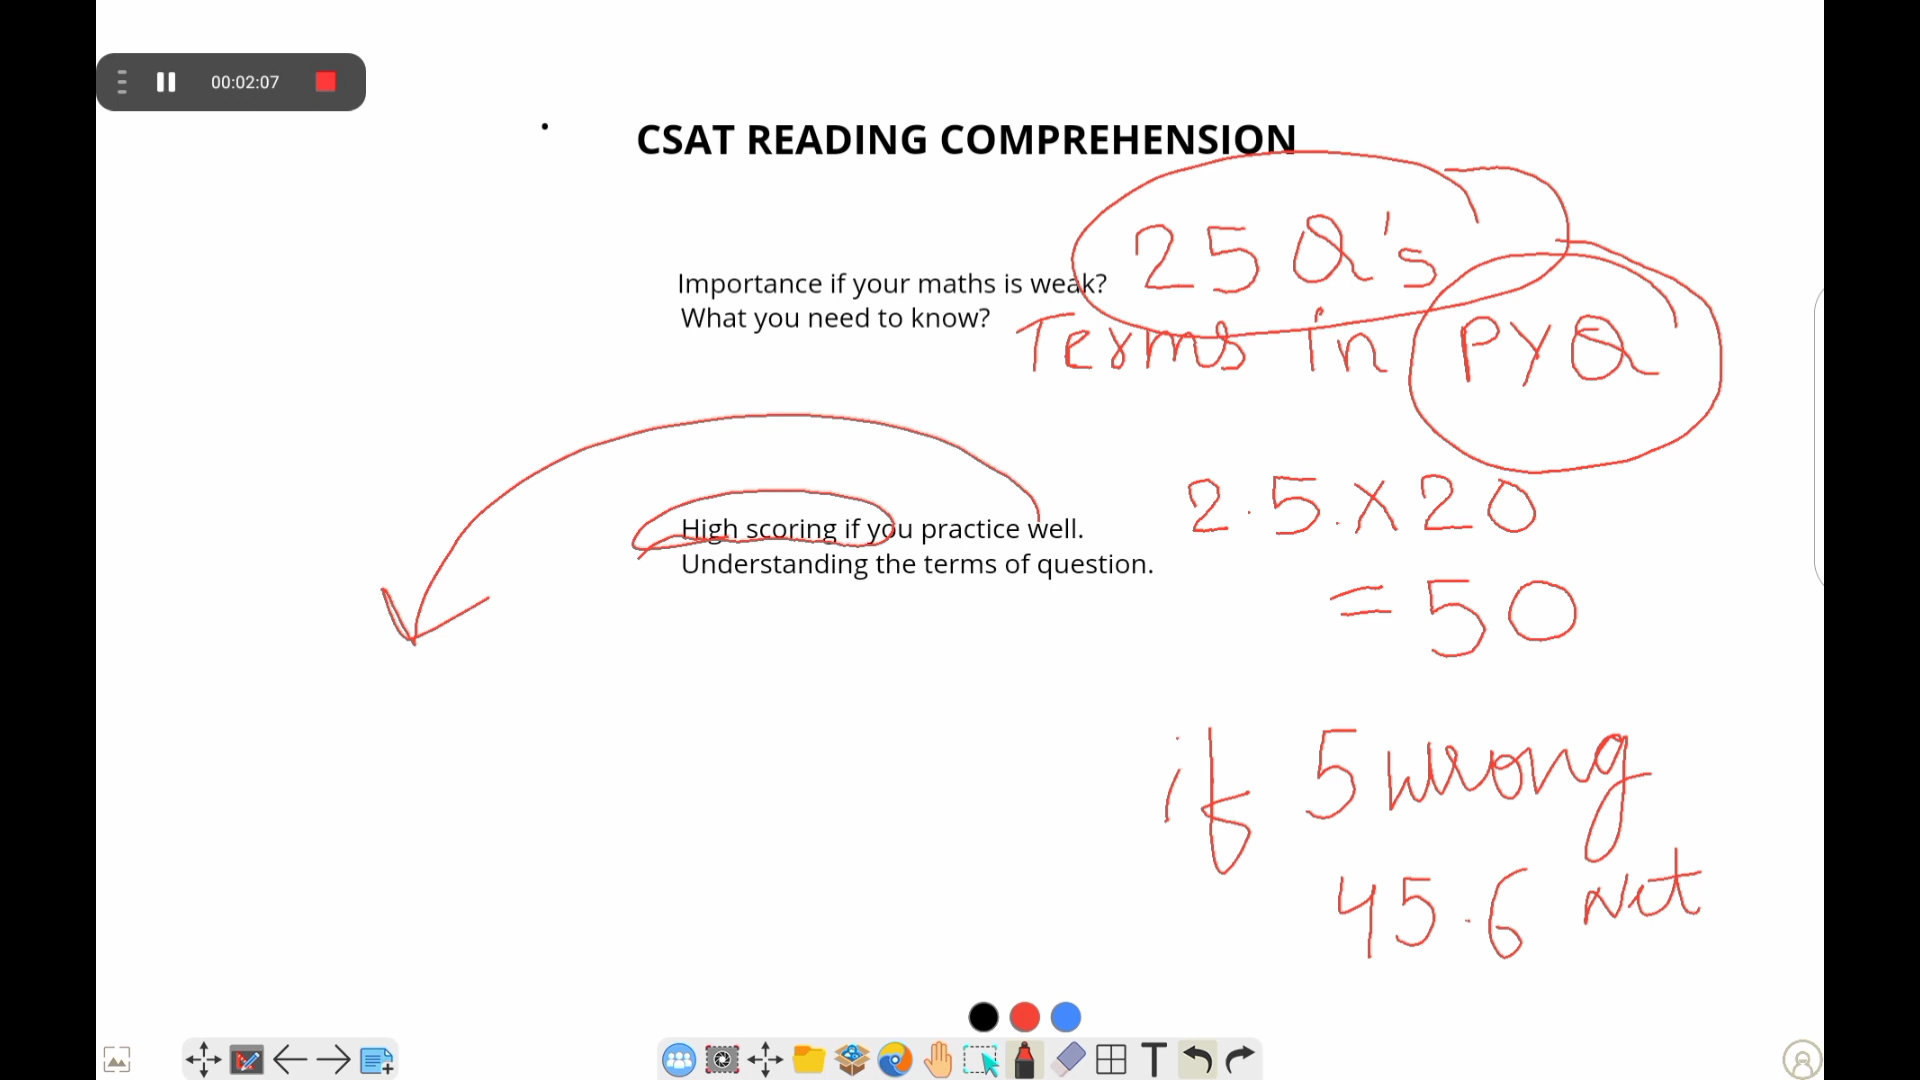 00:02:07
CSAT READING COMPREHENSION
25 Q's
Importance if your maths is weak?
What you need to know?
Terms in PYQ
2.5.X20
High scoring if you practice well.
Understanding the terms of question.
= 50
if 5 wrong
45.6 Net
T